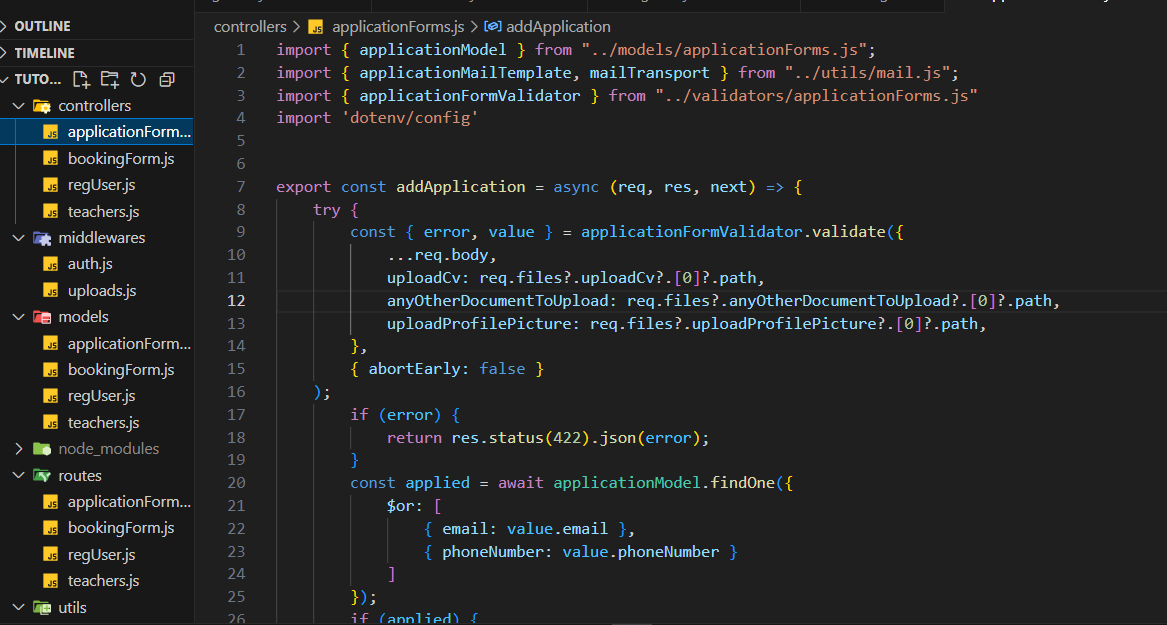 OUTLINE
TIMELINE
TUTO...
controllers
applicationForm...
bookingForm.js
regUser.js
teachers.js
middlewares
auth.js
uploads.js
models
applicationForm...
bookingForm.js
regUser.js
teachers.js
node_modules
routes
applicationForm...
bookingForm.js
regUser.js
teachers.js
utils
controllers > JS applicationForms.js > addApplication
1 import { applicationModel } from "../models/applicationForms.js";
2 import { applicationMailTemplate, mailTransport } from "../utils/mail.js";
3 import { applicationFormValidator } from "../validators/applicationForms.js"
4 import 'dotenv/config'
5
6
7 export const addApplication = async (req, res, next) => {
8     try {
9         const { error, value } = applicationFormValidator.validate({
10             ...req.body,
11             uploadCv: req.files?.uploadCv?.[0]?.path,
12             anyOtherDocumentToUpload: req.files?.anyOtherDocumentToUpload?.[0]?.path,
13             uploadProfilePicture: req.files?.uploadProfilePicture?.[0]?.path,
14         },
15         { abortEarly: false }
16     );
17         if (error) {
18             return res.status(422).json(error);
19         }
20         const applied = await applicationModel.findOne({
21             $or: [
22                 { email: value.email },
23                 { phoneNumber: value.phoneNumber }
24             ]
25         });
26         if (applied) {